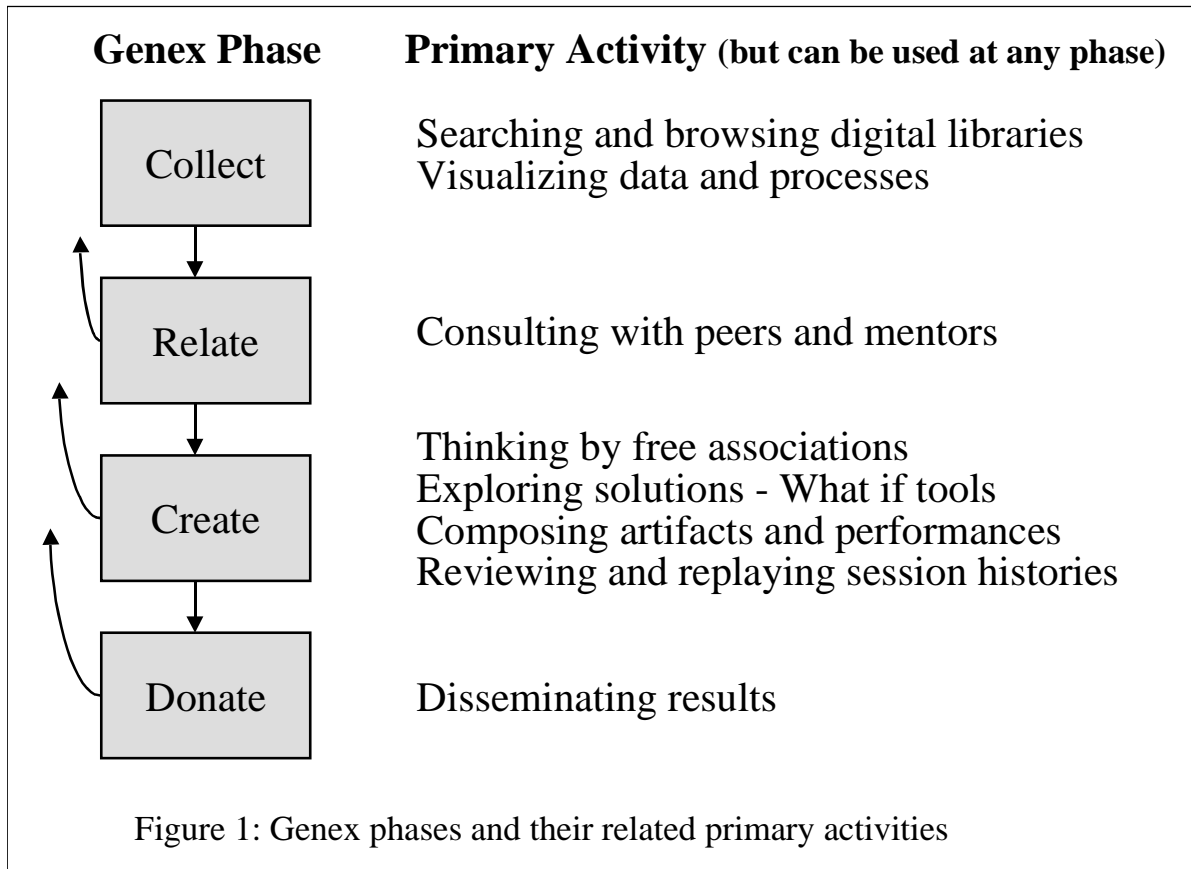 Genex Phase Primary Activity (but can be used at any phase)
Collect
Searching and browsing digital libraries
Visualizing data and processes
Relate
Consulting with peers and mentors
Create
Thinking by free associations
Exploring solutions - What if tools
Composing artifacts and performances
Reviewing and replaying session histories
Donate
Disseminating results
Figure 1: Genex phases and their related primary activities